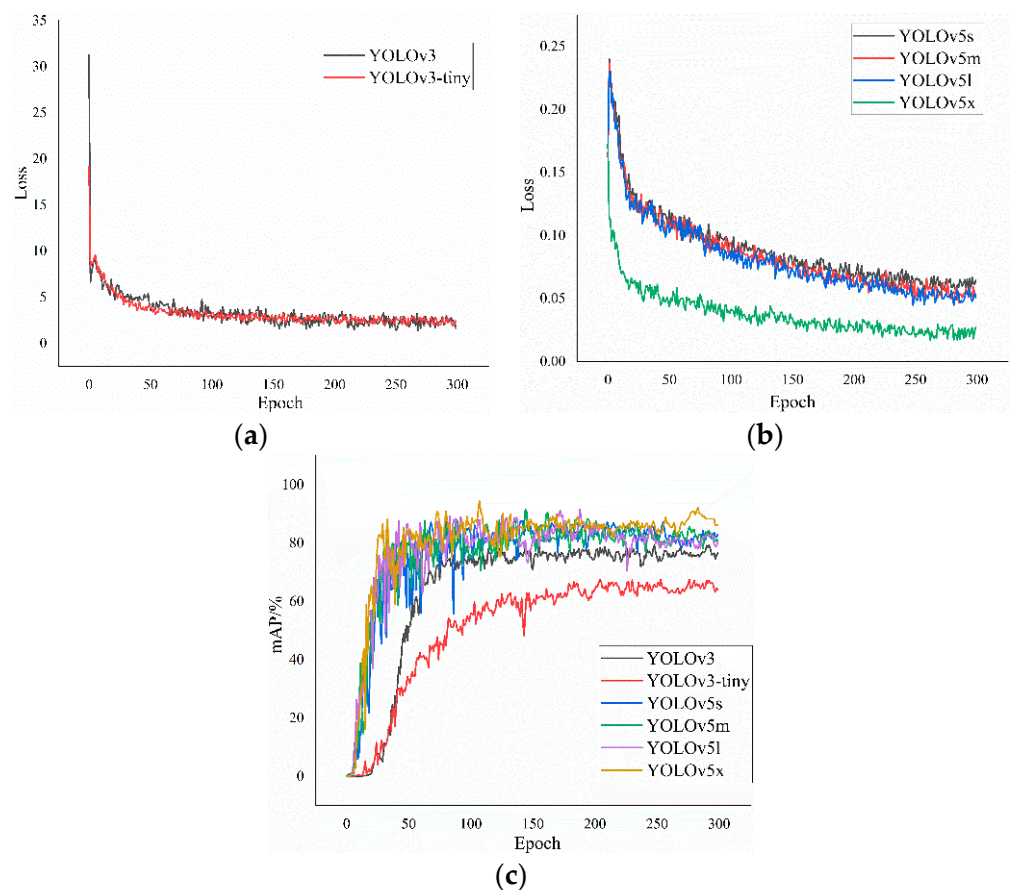 35
30
25
20
15
10
5
0
Loss
YOLOv3
YOLOv3-tiny
0 50 100 150 200 250 300
Epoch
(a)
0.25
0.20
0.15
0.10
0.05
0.00
Loss
YOLOv5s
YOLOv5m
YOLOv5l
YOLOv5x
0 50 100 150 200 250 300
Epoch
(b)
100
80
60
40
20
0
mAP/%
YOLOv3
YOLOv3-tiny
YOLOv5s
YOLOv5m
YOLOv5l
YOLOv5x
0 50 100 150 200 250 300
Epoch
(c)